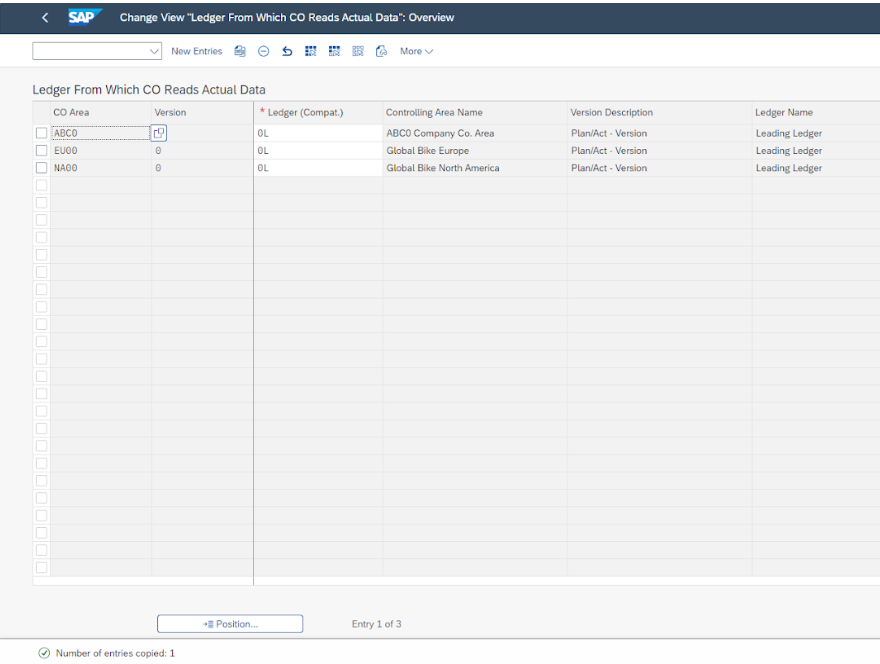 SAP Change View "Ledger From Which CO Reads Actual Data": Overview
New Entries More
Ledger From Which CO Reads Actual Data
CO Area Version * Ledger (Compat.) Controlling Area Name Version Description Ledger Name
ABC0 0L ABC0 Company Co. Area Plan/Act - Version Leading Ledger
EU00 0 0L Global Bike Europe Plan/Act - Version Leading Ledger
NA00 0 0L Global Bike North America Plan/Act - Version Leading Ledger
Position... Entry 1 of 3
Number of entries copied: 1